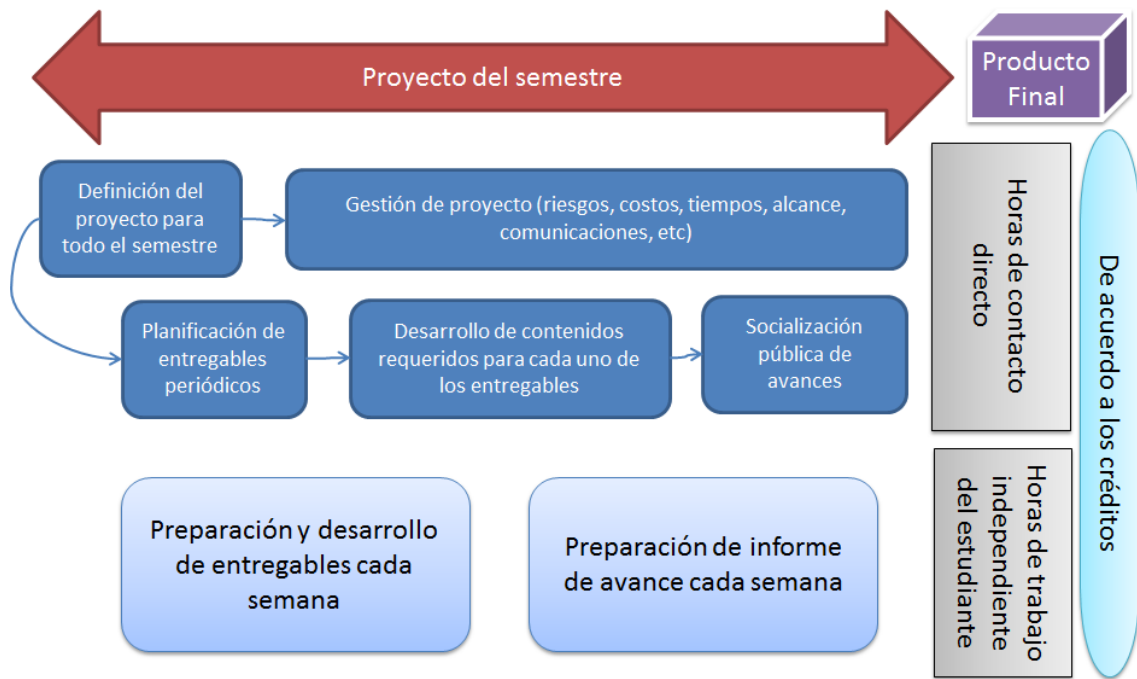 Proyecto del semestre
Producto
Final
Definición del
proyecto para
todo el semestre
Gestión de proyecto (riesgos, costos, tiempos, alcance,
comunicaciones, etc)
Planificación de
entregables
periódicos
Desarrollo de contenidos
requeridos para cada uno de
los entregables
Socialización
pública de
avances
Horas de contacto
directo
De acuerdo a los créditos
Preparación y desarrollo
de entregables cada
semana
Preparación de informe
de avance cada semana
Horas de trabajo
independiente
del estudiante